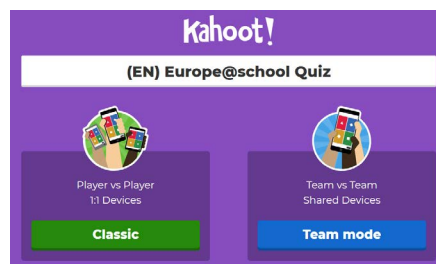 Kahoot!
(EN) Europe@school Quiz
Player vs Player
1:1 Devices
Classic
Team vs Team
Shared Devices
Team mode